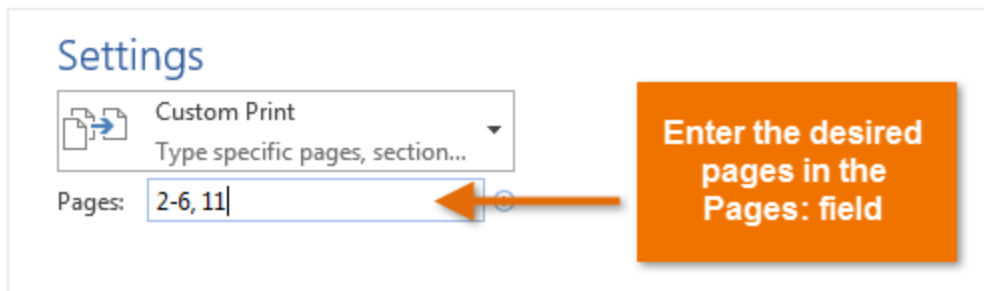 Settings
Custom Print
Type specific pages, section...
Pages: 2-6, 11
Enter the desired
pages in the
Pages: field